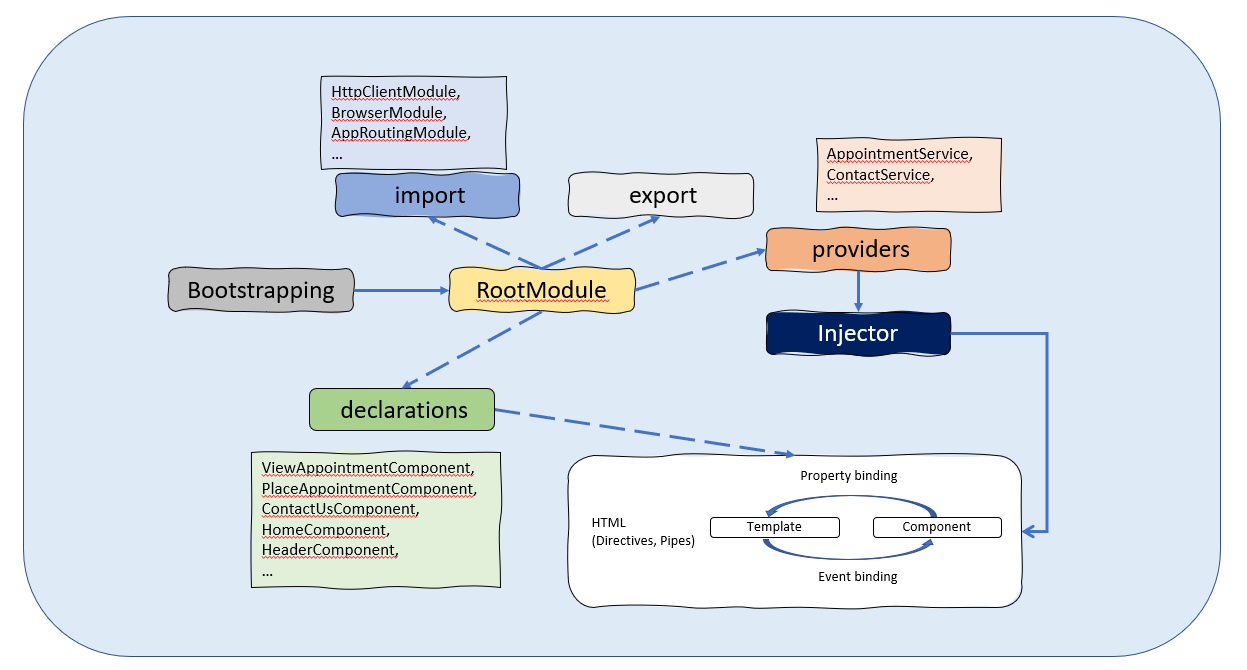 HttpClientModule,
BrowserModule,
AppRoutingModule,
...
import
export
AppointmentService,
ContactService,
...
providers
Bootstrapping
RootModule
Injector
declarations
ViewAppointmentComponent,
PlaceAppointmentComponent,
ContactUsComponent,
HomeComponent,
HeaderComponent,
...
Property binding
HTML
(Directives, Pipes)
Template
Component
Event binding